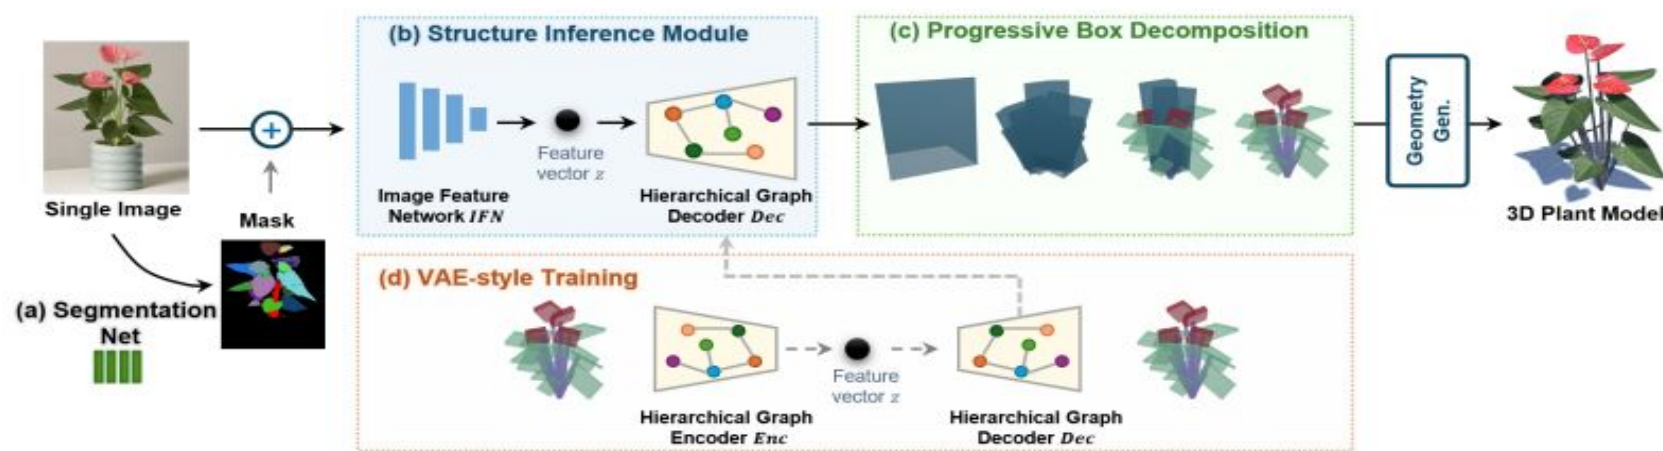 Single Image
(a) Segmentation
Net
Mask
(b) Structure Inference Module
Image Feature
Network IFN
Feature
vector z
Hierarchical Graph
Decoder Dec
(c) Progressive Box Decomposition
Geometry
Gen.
3D Plant Model
(d) VAE-style Training
Hierarchical Graph
Encoder Enc
Feature
vector z
Hierarchical Graph
Decoder Dec